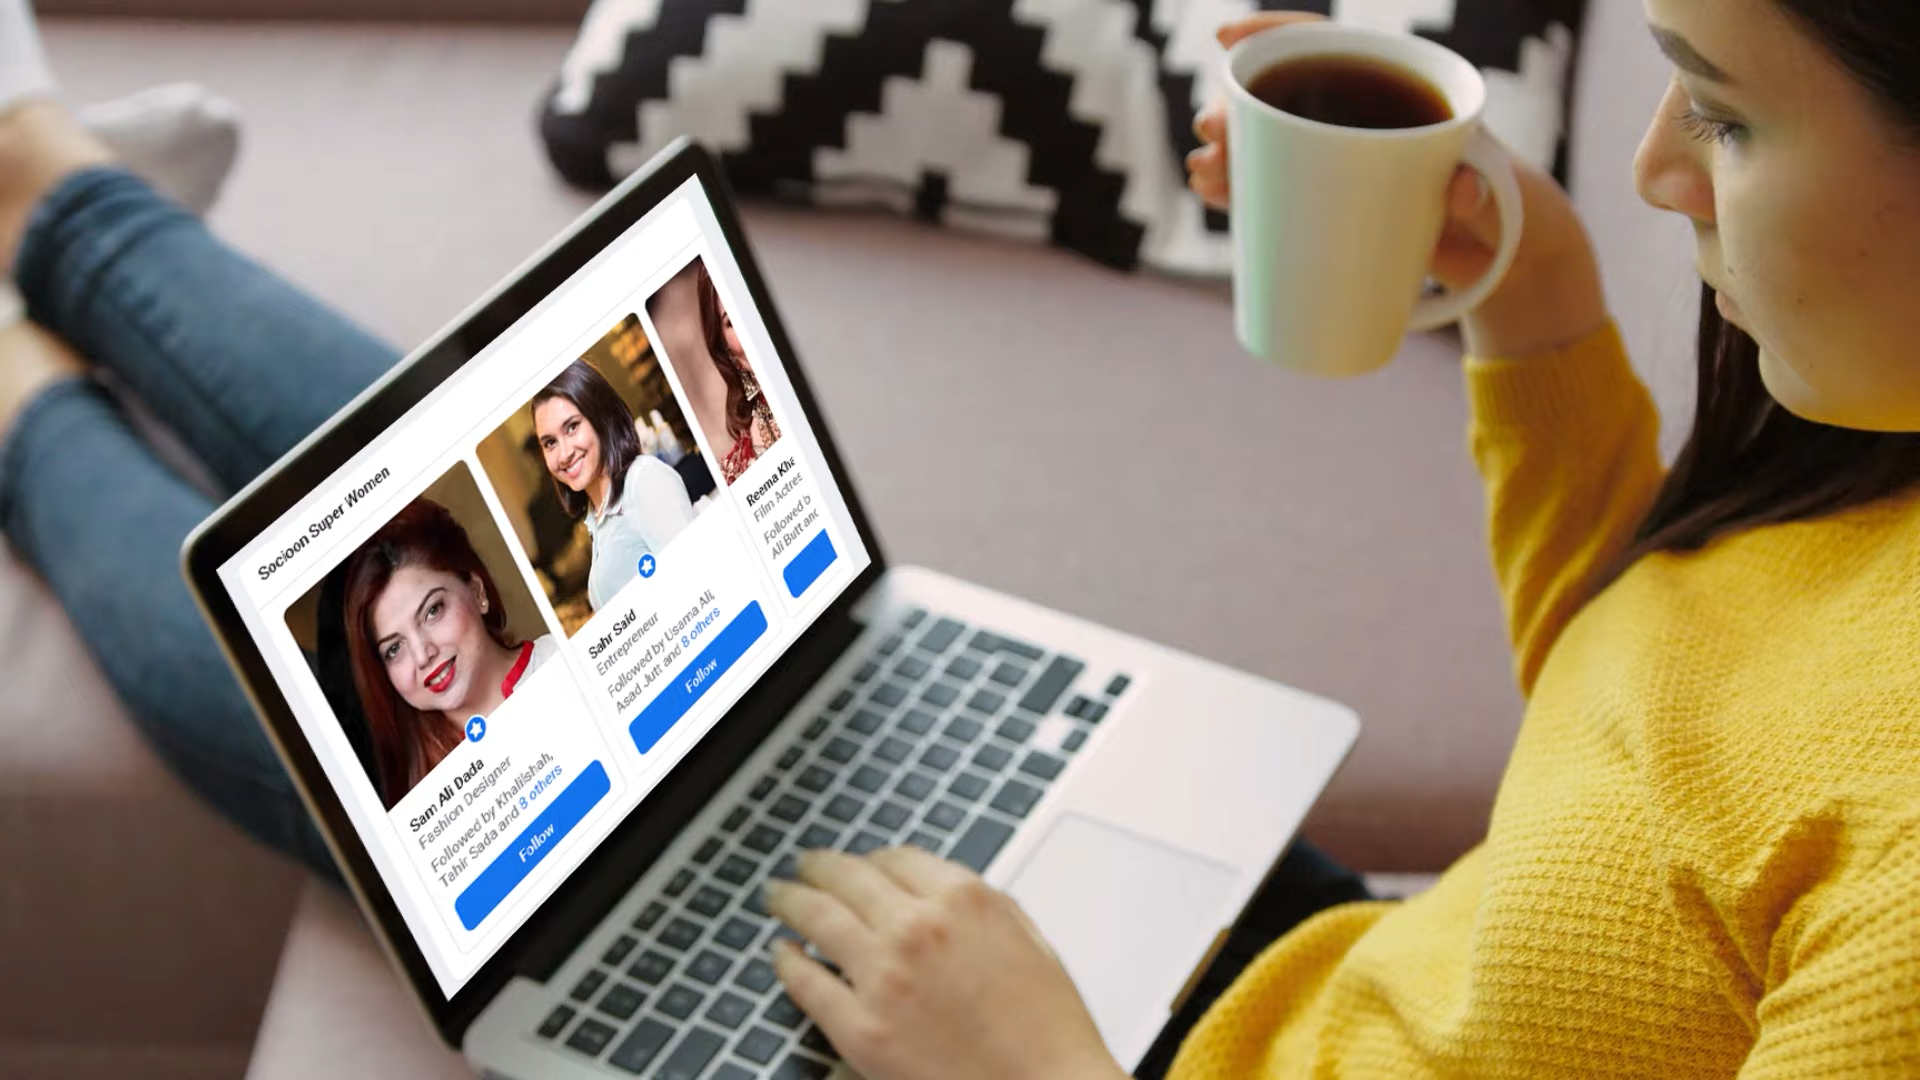 Socioon Super Women
Sam Ali Dada
Fashion Designer
Followed by Khaliishah,
Tahir Sada and 8 others
Follow
Sahr Said
Entrepreneur
Followed by Usama Ali,
Asad Jutt and 8 others
Follow
Reema Kha
Film Actres
Followed b
Ali Butt and